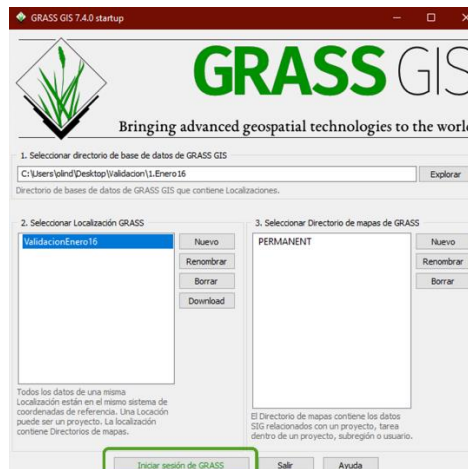 GRASS GIS 7.4.0 startup
GRASS GIS
Bringing advanced geospatial technologies to the worl
1. Seleccionar directorio de base de datos de GRASS GIS
C:\Users\plind\Desktop\Validacion\1.Enero16
Explorar
Directorio de bases de datos de GRASS GIS que contiene Localizaciones.
2. Seleccionar Localización GRASS
ValidacionEnero16
Nuevo
Renombrar
Borrar
Download
Todos los datos de una misma
Localización están en el mismo sistema de
coordenadas de referencia. Una Locación
puede ser un proyecto. La localización
contiene Directorios de mapas.
3. Seleccionar Directorio de mapas de GRASS
PERMANENT
Nuevo
Renombrar
Borrar
El Directorio de mapas contiene los datos
SIG relacionados con un proyecto, tarea
dentro de un proyecto, subregión o usuario.
Iniciar sesión de GRASS
Salir
Ayuda